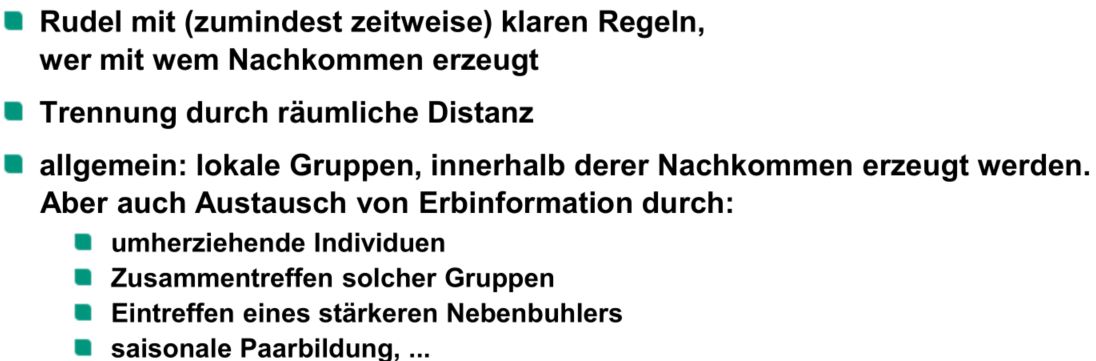 Rudel mit (zumindest zeitweise) klaren Regeln,
wer mit wem Nachkommen erzeugt
Trennung durch räumliche Distanz
allgemein: lokale Gruppen, innerhalb derer Nachkommen erzeugt werden.
Aber auch Austausch von Erbinformation durch:
umherziehende Individuen
Zusammentreffen solcher Gruppen
Eintreffen eines stärkeren Nebenbuhlers
saisonale Paarbildung, ...